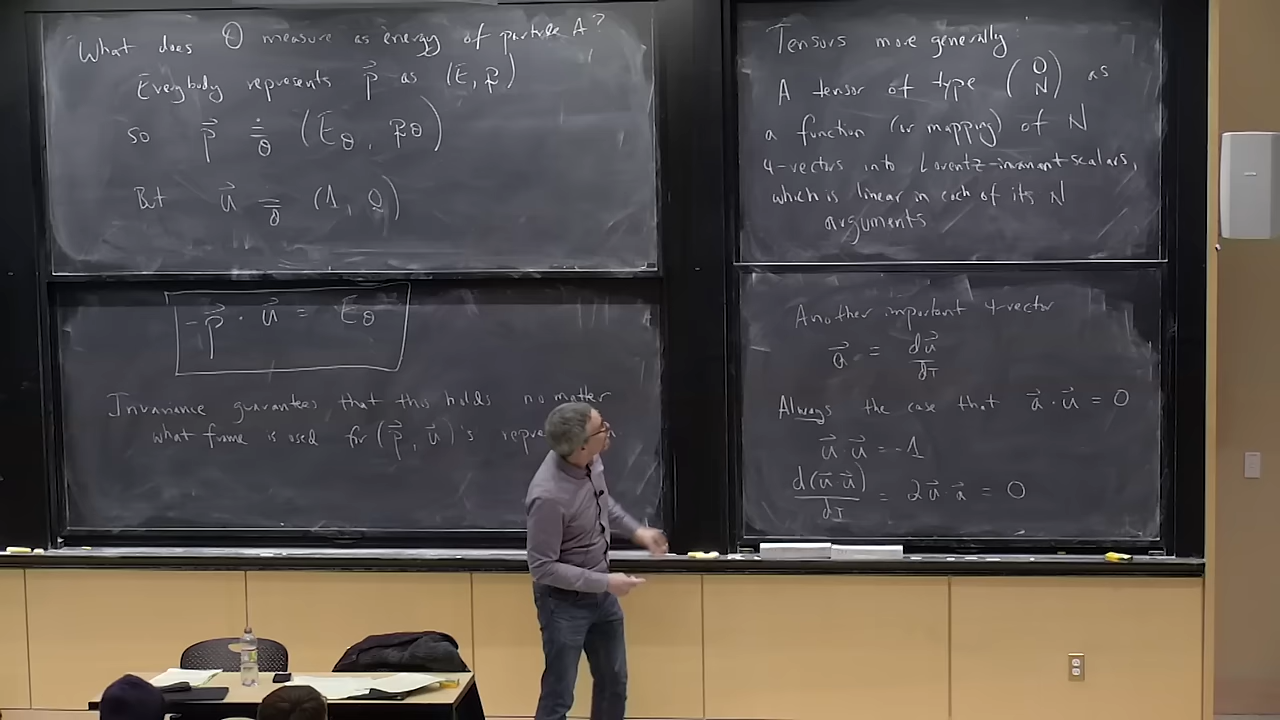 What does O measure as energy of particle A?
Everybody represents p⃗ as (E, p)
so p⃗ ≐_O (E_O, p_O)
But u⃗ =_O (1, 0)
-p⃗ · u⃗ = E_O
Invariance guarantees that this holds no matter
what frame is used for (p⃗, u⃗)'s
Tensors more generally:
A tensor of type (0 N) as
a function (or mapping) of N
4-vectors into Lorentz-invariant scalars,
which is linear in each of its N
arguments
Another important 4-vector
a⃗ = du⃗/dτ
Always the case that a⃗ · u⃗ = 0
u⃗ · u⃗ = -1
d(u⃗·u⃗)/dτ = 2u⃗·a⃗ = 0